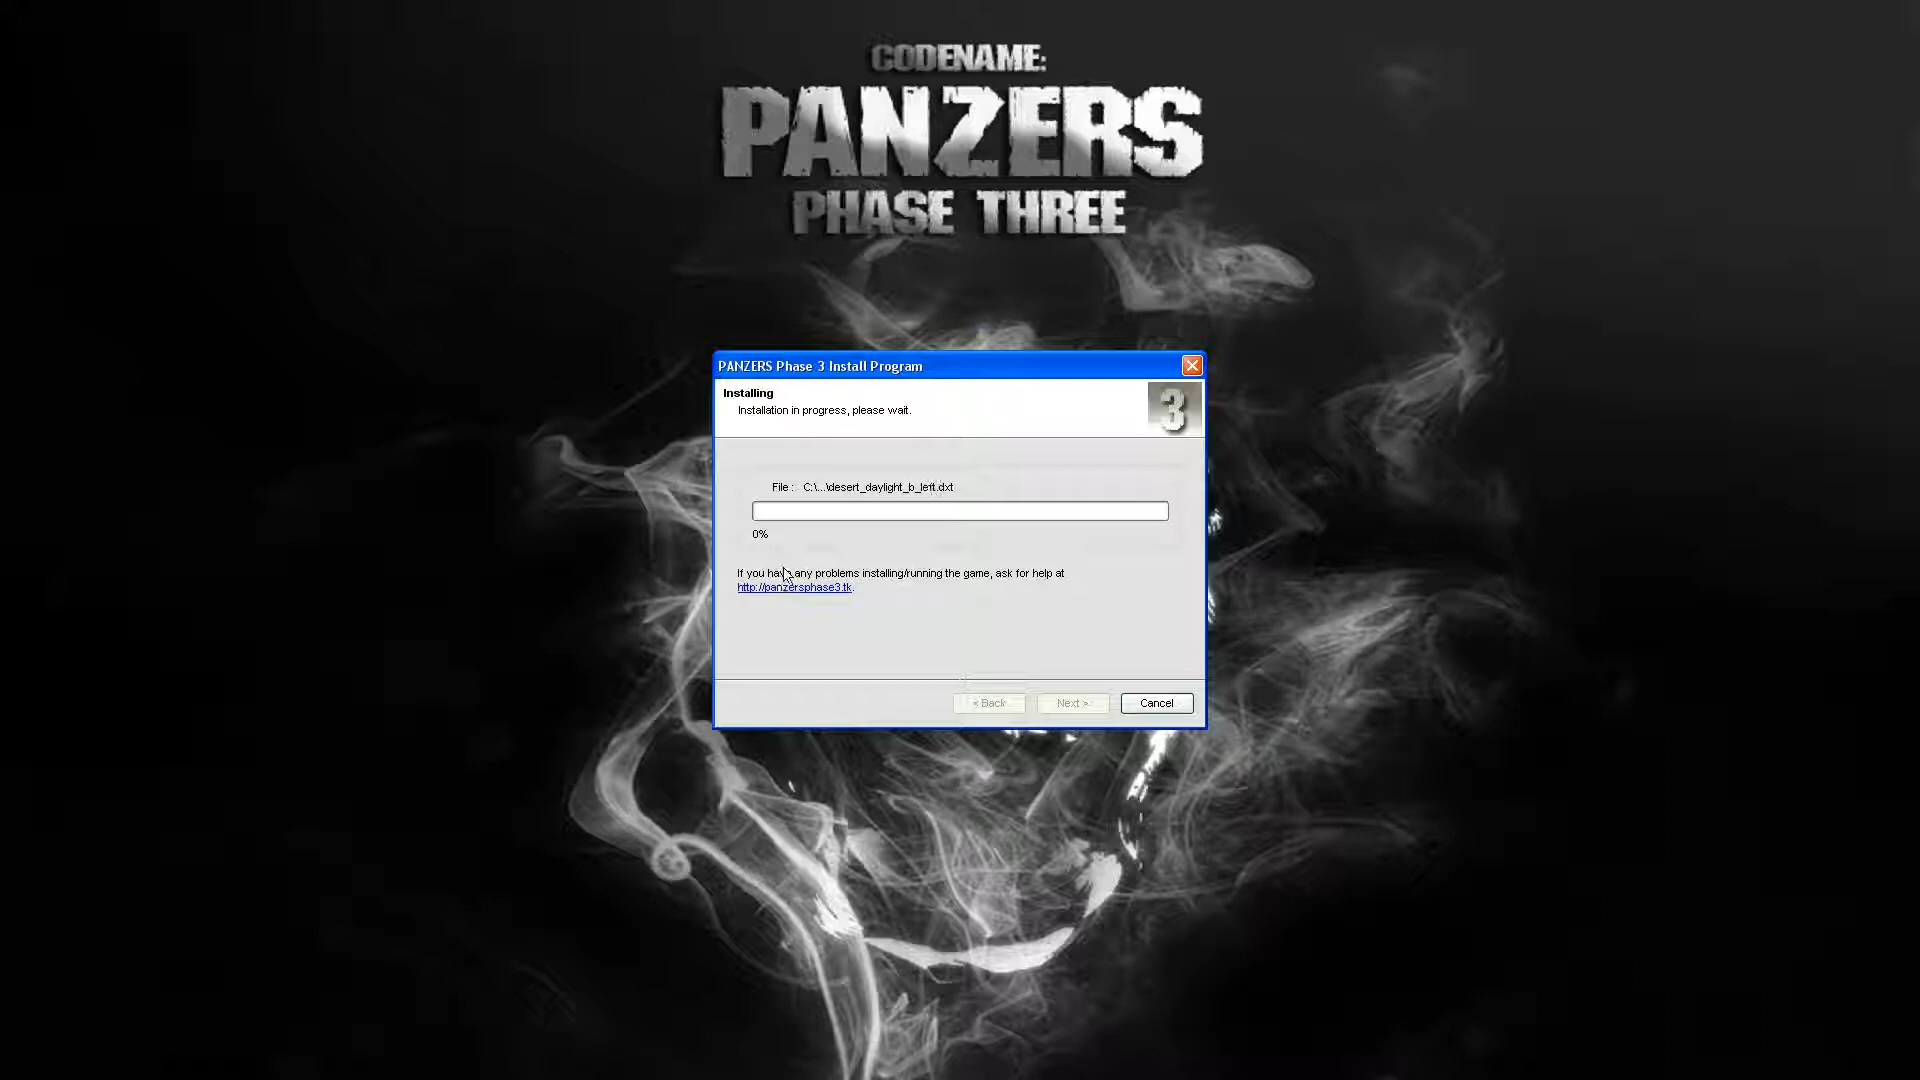 CODENAME:
PANZERS
PHASE THREE
PANZERS Phase 3 Install Program
Installing
Installation in progress, please wait.
3
File : C:\...\desert_daylight_b_left.dxt
0%
If you have any problems installing/running the game, ask for help at
http://panzersphase3.tk.
< Back
Next >
Cancel